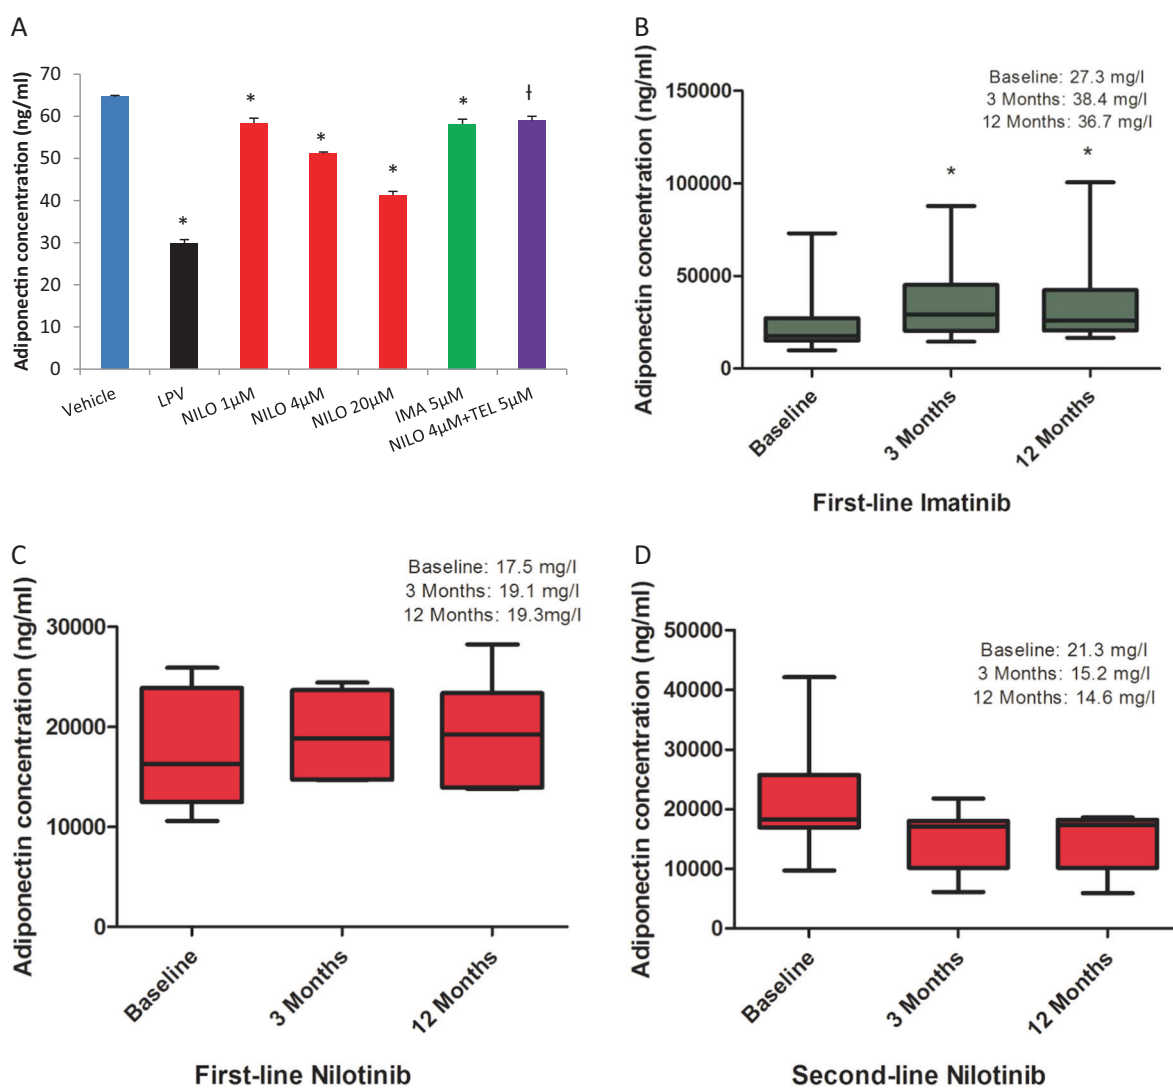 A
Adiponectin concentration (ng/ml)
70
60
50
40
30
20
10
0
*
*
*
*
*
ɫ
Vehicle
LPV
NILO 1μM
NILO 4μM
NILO 20μM
IMA 5μM
NILO 4μM+TEL 5μM
B
Adiponectin concentration (ng/ml)
150000
100000
50000
0
Baseline: 27.3 mg/l
3 Months: 38.4 mg/l
12 Months: 36.7 mg/l
*
*
Baseline
3 Months
12 Months
First-line Imatinib
C
Adiponectin concentration (ng/ml)
30000
20000
10000
0
Baseline: 17.5 mg/l
3 Months: 19.1 mg/l
12 Months: 19.3mg/l
Baseline
3 Months
12 Months
First-line Nilotinib
D
Adiponectin concentration (ng/ml)
50000
40000
30000
20000
10000
0
Baseline: 21.3 mg/l
3 Months: 15.2 mg/l
12 Months: 14.6 mg/l
Baseline
3 Months
12 Months
Second-line Nilotinib